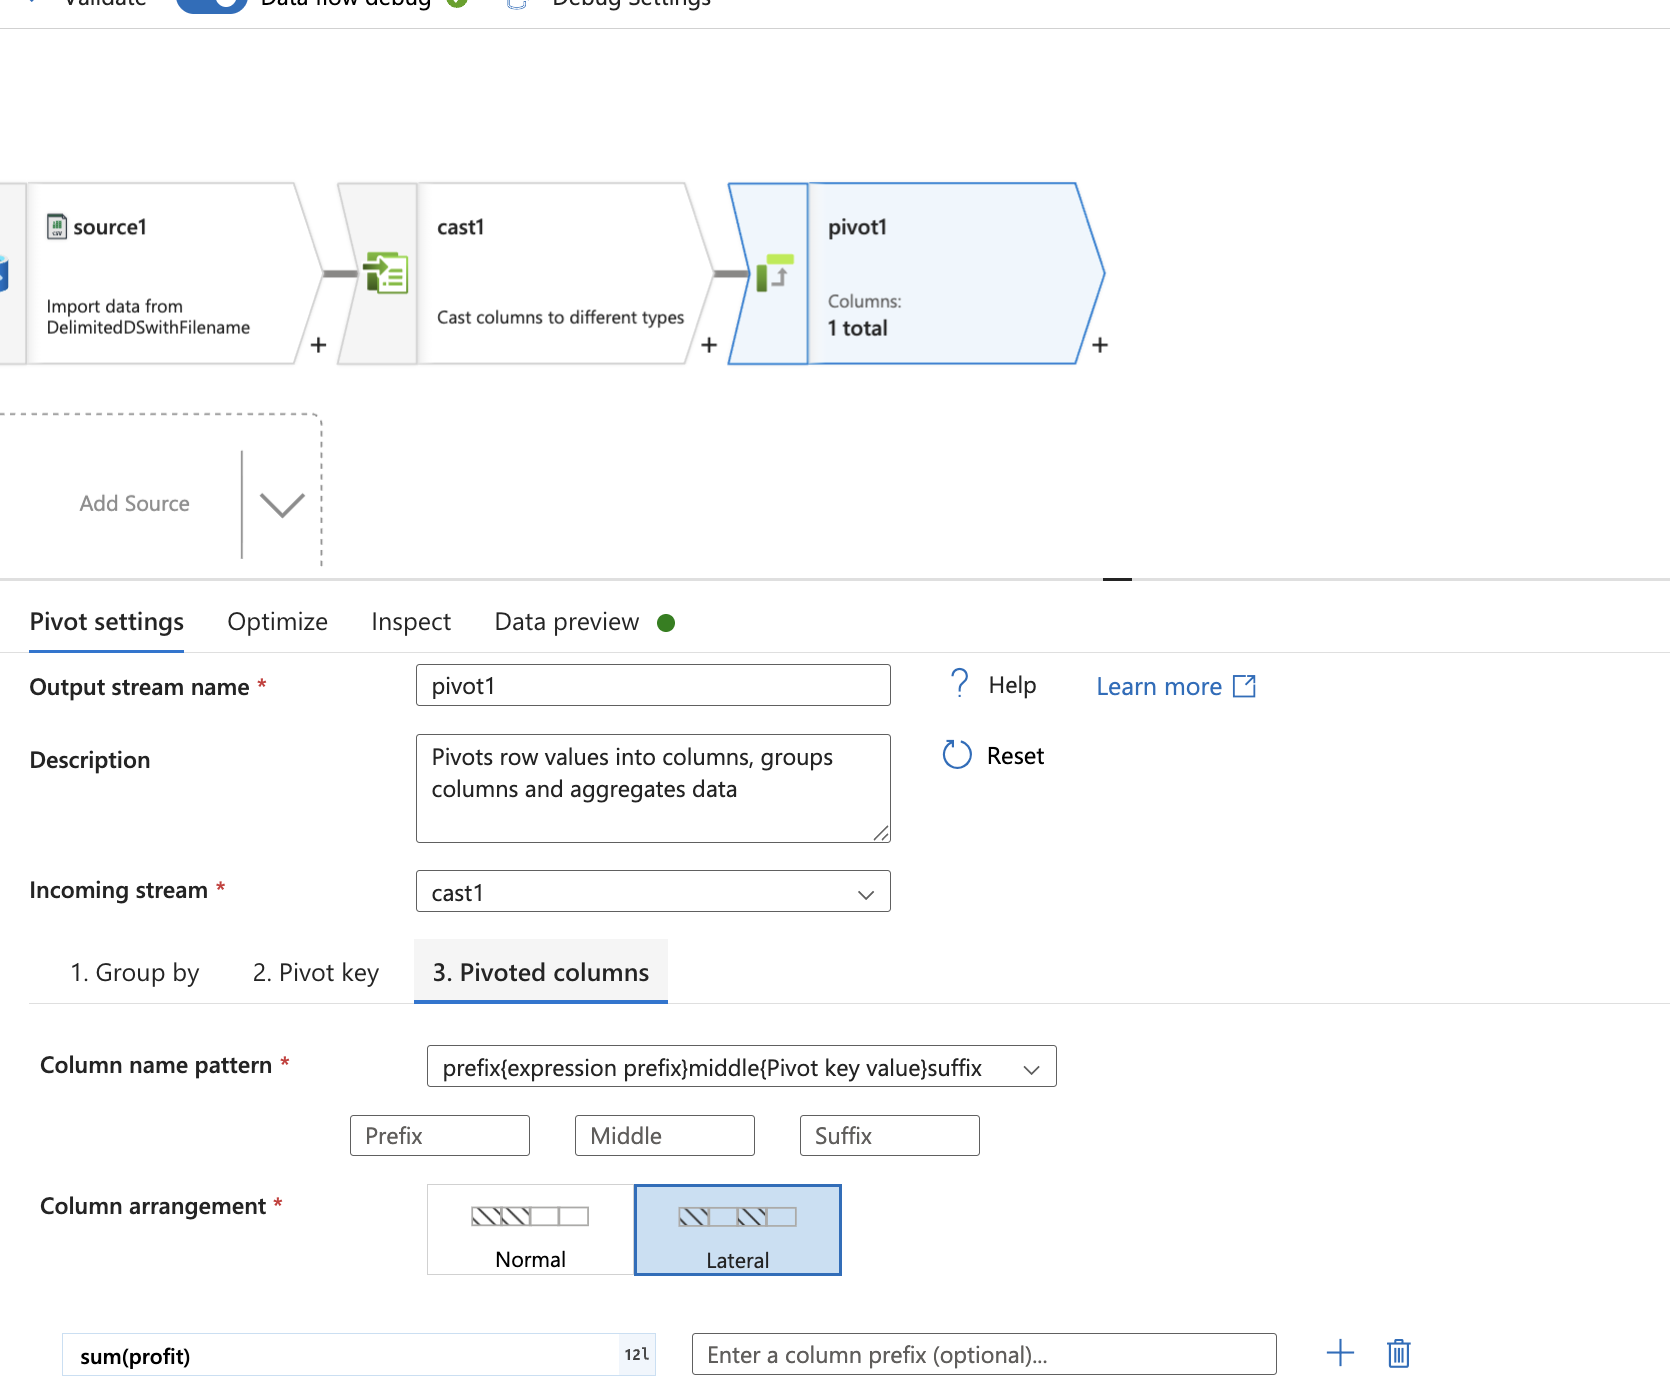 Validate Data flow debug Debug Settings
source1
Import data from
DelimitedDSwithFilename
+
cast1
Cast columns to different types
+
pivot1
Columns:
1 total
+
Add Source
Pivot settings Optimize Inspect Data preview
Output stream name * pivot1 ? Help Learn more
Description Pivots row values into columns, groups
columns and aggregates data
Reset
Incoming stream * cast1
1. Group by 2. Pivot key 3. Pivoted columns
Column name pattern * prefix{expression prefix}middle{Pivot key value}suffix
Prefix Middle Suffix
Column arrangement * Normal Lateral
sum(profit) 12l Enter a column prefix (optional)...